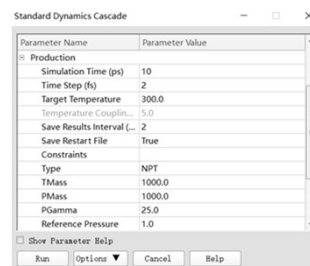 Standard Dynamics Cascade
Parameter Name Parameter Value
Production
Simulation Time (ps) 10
Time Step (fs) 2
Target Temperature 300.0
Temperature Couplin... 5.0
Save Results Interval (... 2
Save Restart File True
Constraints
Type NPT
TMass 1000.0
PMass 1000.0
PGamma 25.0
Reference Pressure 1.0
Show Parameter Help
Run Options ▼ Cancel Help